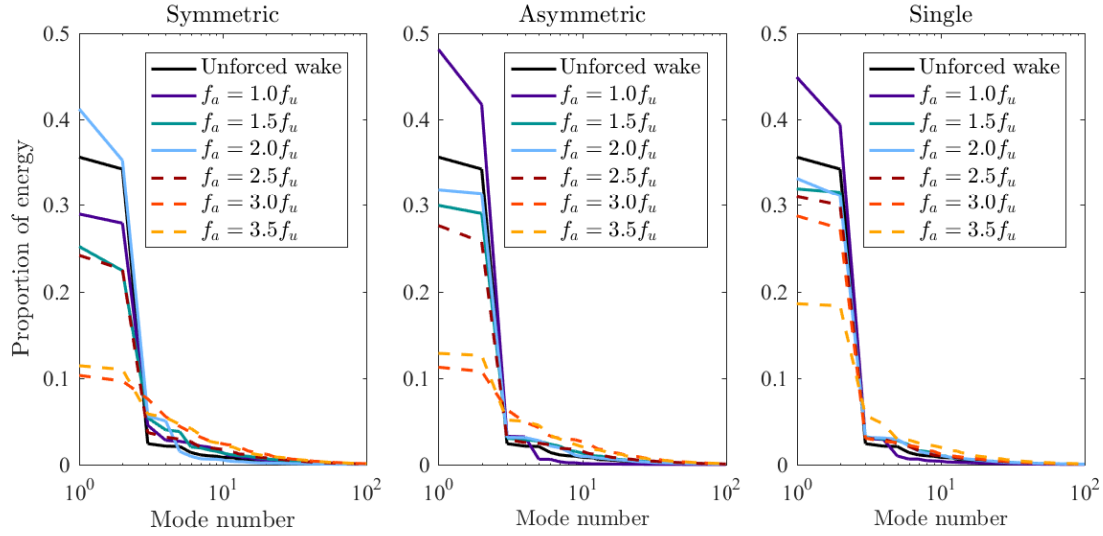 Symmetric
Proportion of energy
0.5
0.4
0.3
0.2
0.1
0
Unforced wake
f_a = 1.0f_u
f_a = 1.5f_u
f_a = 2.0f_u
f_a = 2.5f_u
f_a = 3.0f_u
f_a = 3.5f_u
10^0
10^1
10^2
Mode number
Asymmetric
0.5
0.4
0.3
0.2
0.1
0
Unforced wake
f_a = 1.0f_u
f_a = 1.5f_u
f_a = 2.0f_u
f_a = 2.5f_u
f_a = 3.0f_u
f_a = 3.5f_u
10^0
10^1
10^2
Mode number
Single
0.5
0.4
0.3
0.2
0.1
0
Unforced wake
f_a = 1.0f_u
f_a = 1.5f_u
f_a = 2.0f_u
f_a = 2.5f_u
f_a = 3.0f_u
f_a = 3.5f_u
10^0
10^1
10^2
Mode number